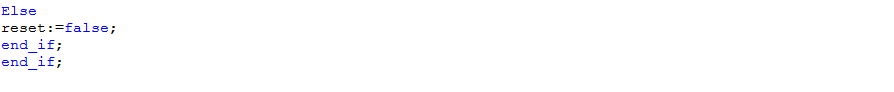 Else
reset:=false;
end_if;
end_if;